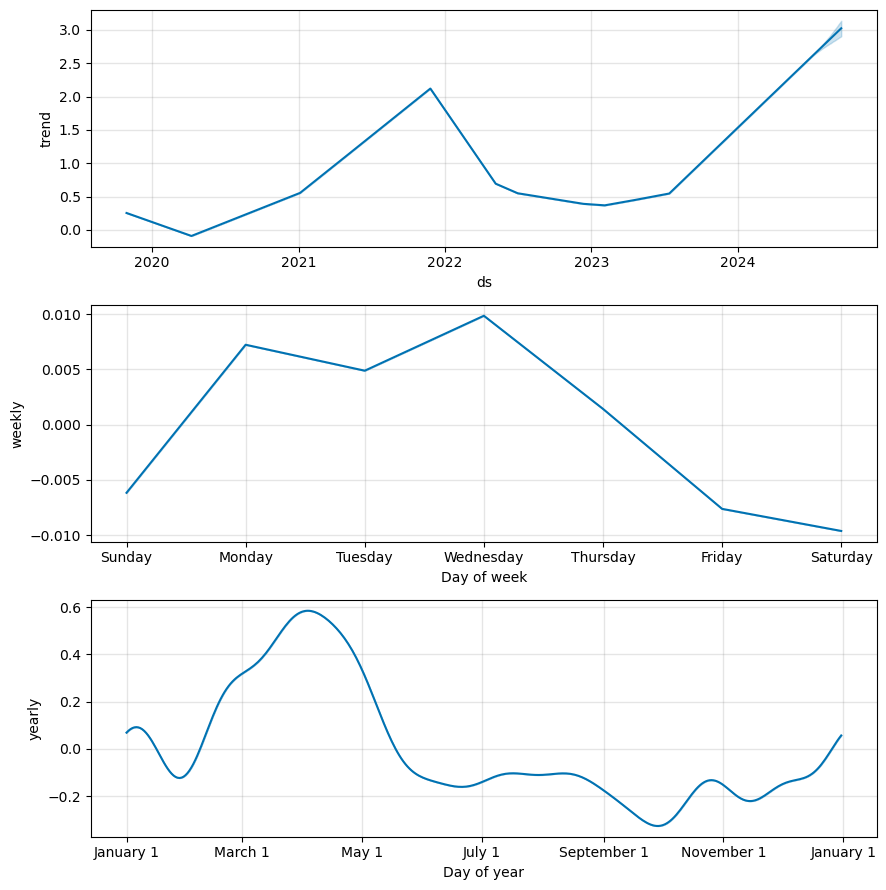 3.0
2.5
2.0
1.5
1.0
0.5
0.0
trend
2020 2021 2022 2023 2024
ds
0.010
0.005
0.000
−0.005
−0.010
weekly
Sunday Monday Tuesday Wednesday Thursday Friday Saturday
Day of week
0.6
0.4
0.2
0.0
−0.2
yearly
January 1 March 1 May 1 July 1 September 1 November 1 January 1
Day of year